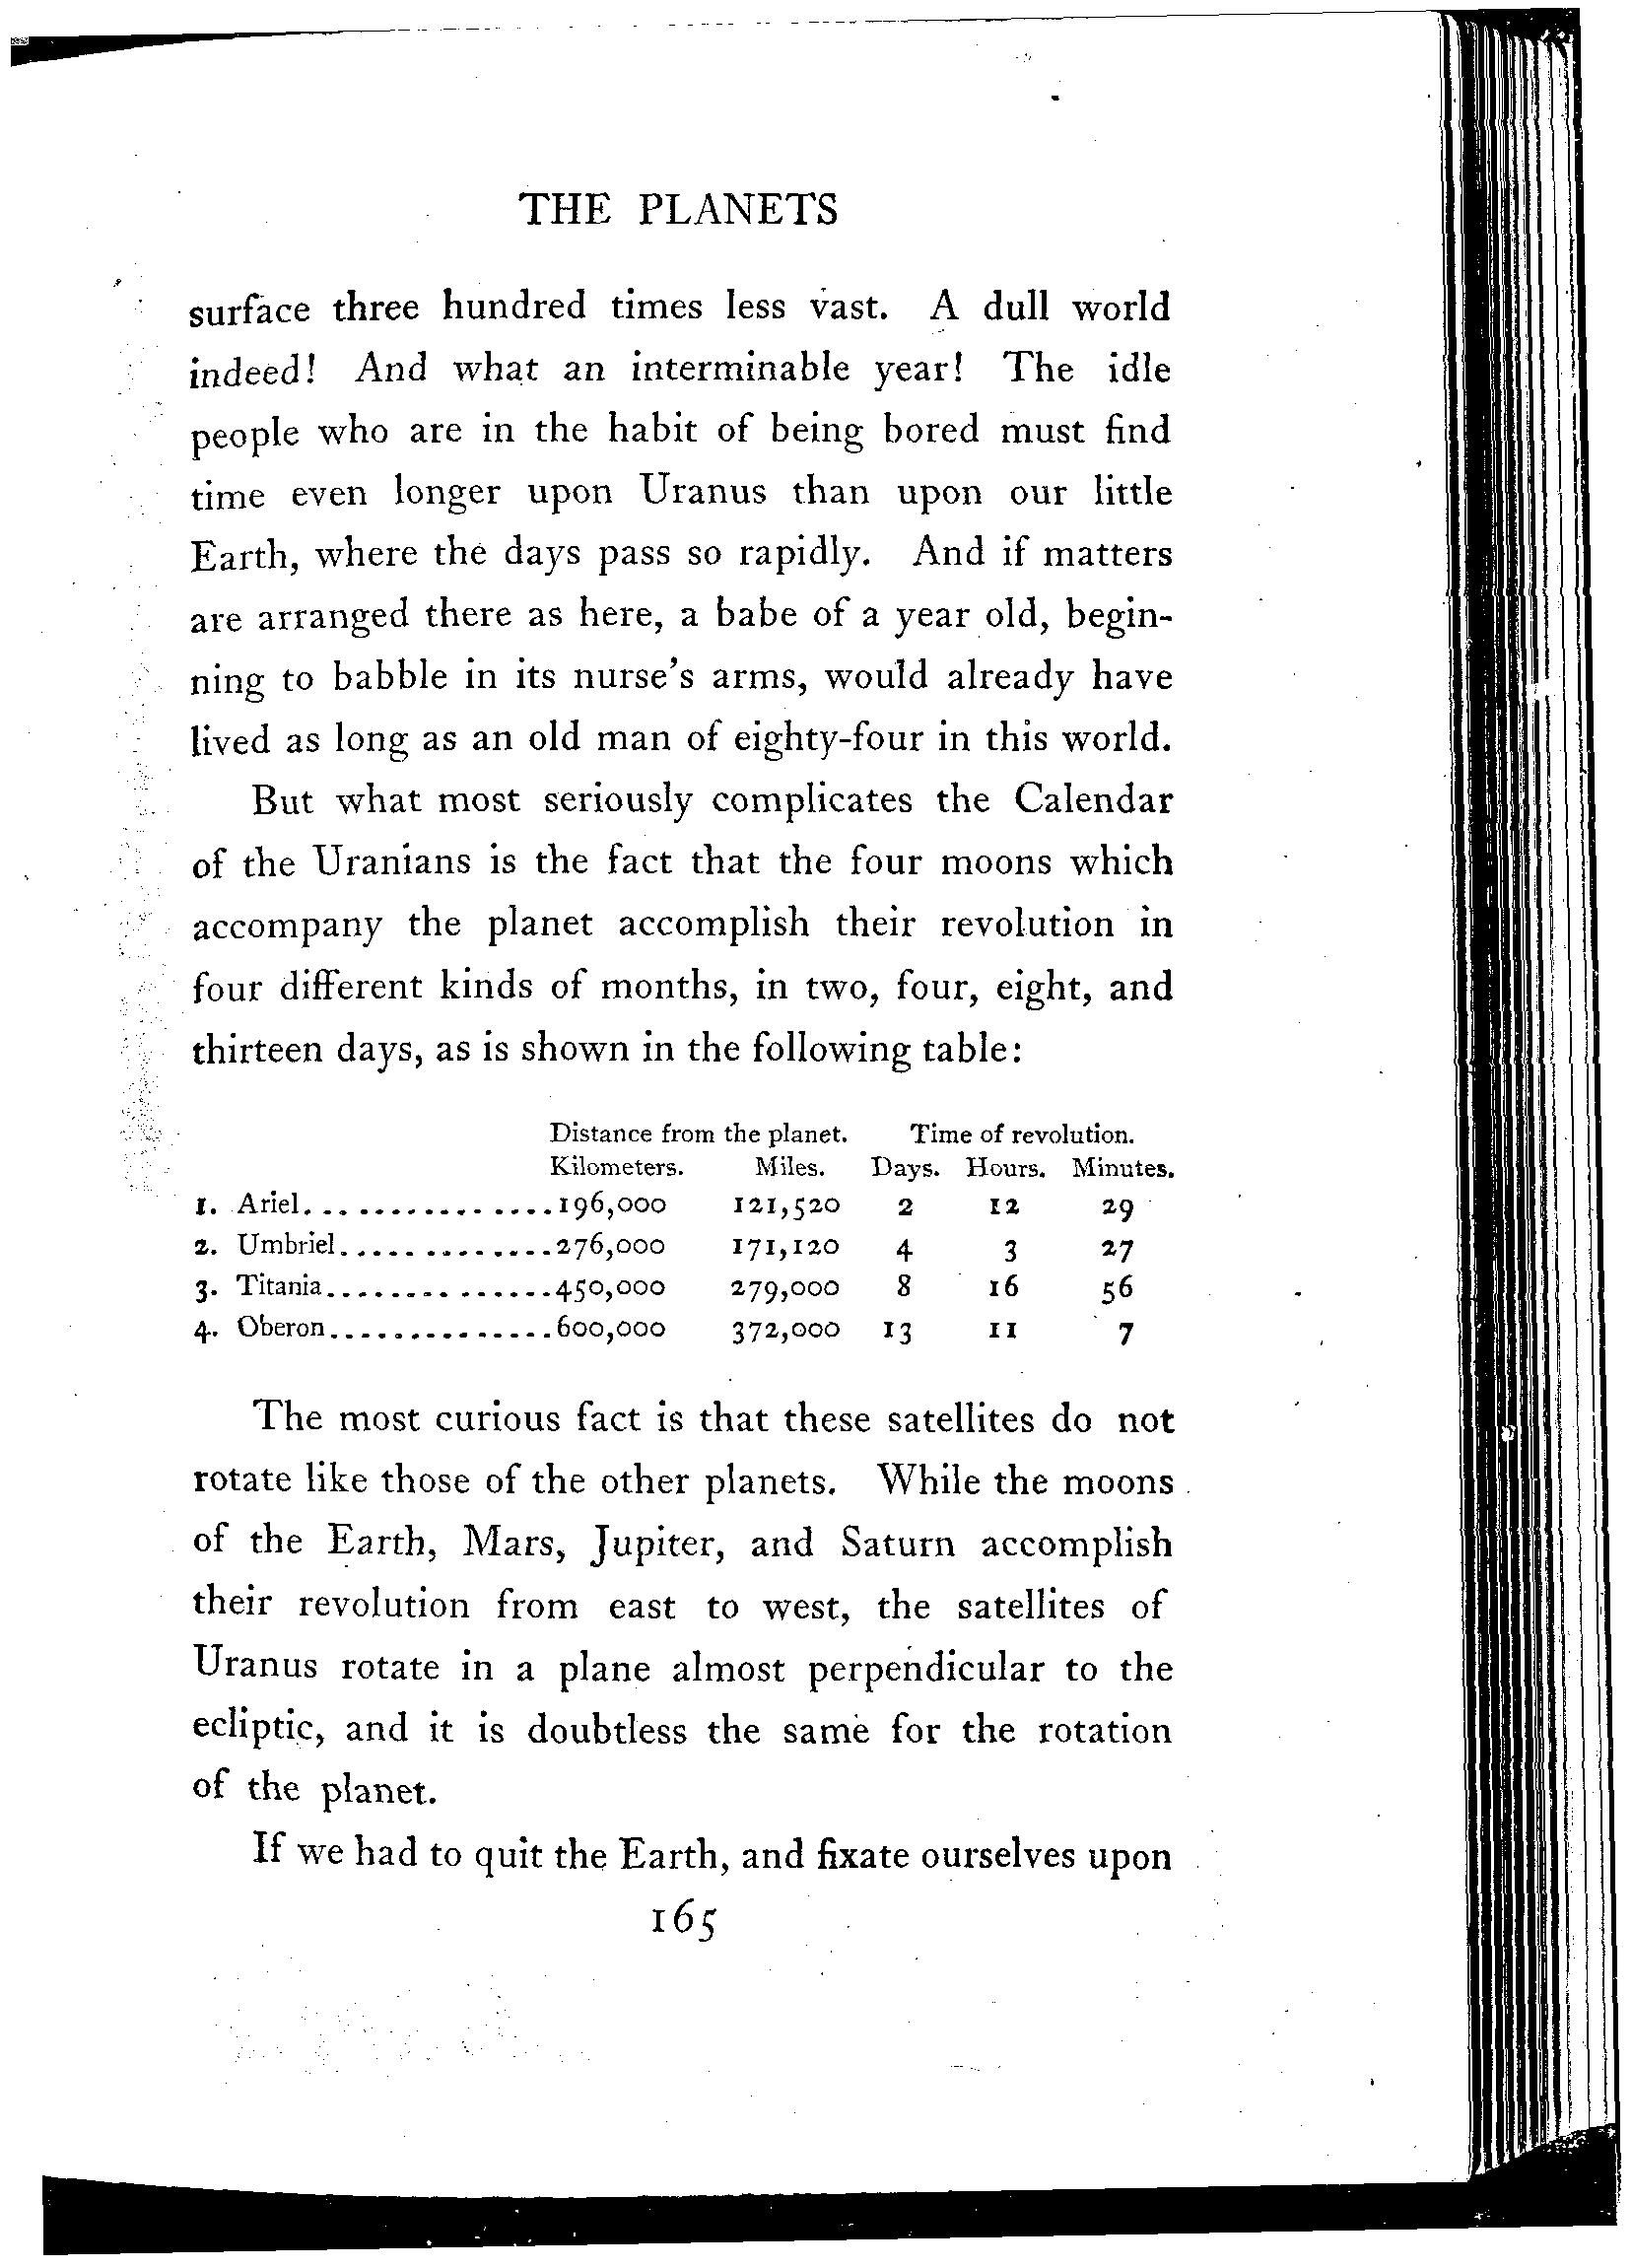 THE PLANETS
surface three hundred times less vast. A dull world
indeed! And what an interminable year! The idle
people who are in the habit of being bored must find
time even longer upon Uranus than upon our little
Earth, where the days pass so rapidly. And if matters
are arranged there as here, a babe of a year old, begin-
ning to babble in its nurse's arms, would already have
lived as long as an old man of eighty-four in this world.
But what most seriously complicates the Calendar
of the Uranians is the fact that the four moons which
accompany the planet accomplish their revolution in
four different kinds of months, in two, four, eight, and
thirteen days, as is shown in the following table:
Distance from the planet. Time of revolution.
Kilometers. Miles. Days. Hours. Minutes.
1. Ariel................196,000 121,520 2 12 29
2. Umbriel..............276,000 171,120 4 3 27
3. Titania..............450,000 279,000 8 16 56
4. Oberon..............600,000 372,000 13 11 7
The most curious fact is that these satellites do not
rotate like those of the other planets. While the moons
of the Earth, Mars, Jupiter, and Saturn accomplish
their revolution from east to west, the satellites of
Uranus rotate in a plane almost perpendicular to the
ecliptic, and it is doubtless the same for the rotation
of the planet.
If we had to quit the Earth, and fixate ourselves upon
165